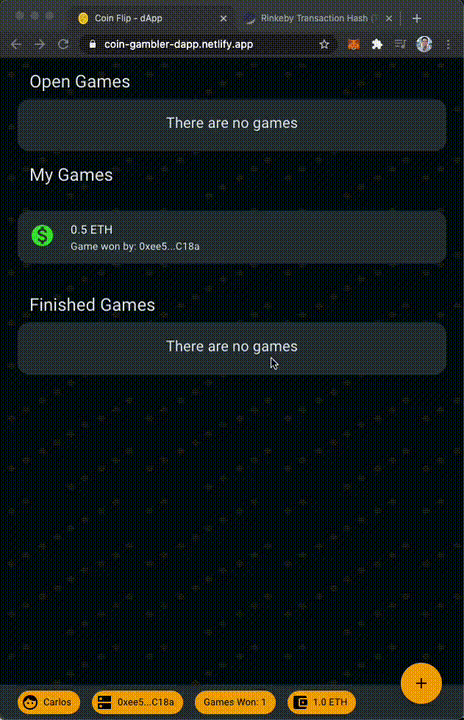 Coin Flip - dApp
Rinkeby Transaction Hash (
coin-gambler-dapp.netlify.app
Open Games
There are no games
My Games
0.5 ETH
Game won by: 0xee5...C18a
Finished Games
There are no games
Carlos
0xee5...C18a
Games Won: 1
1.0 ETH